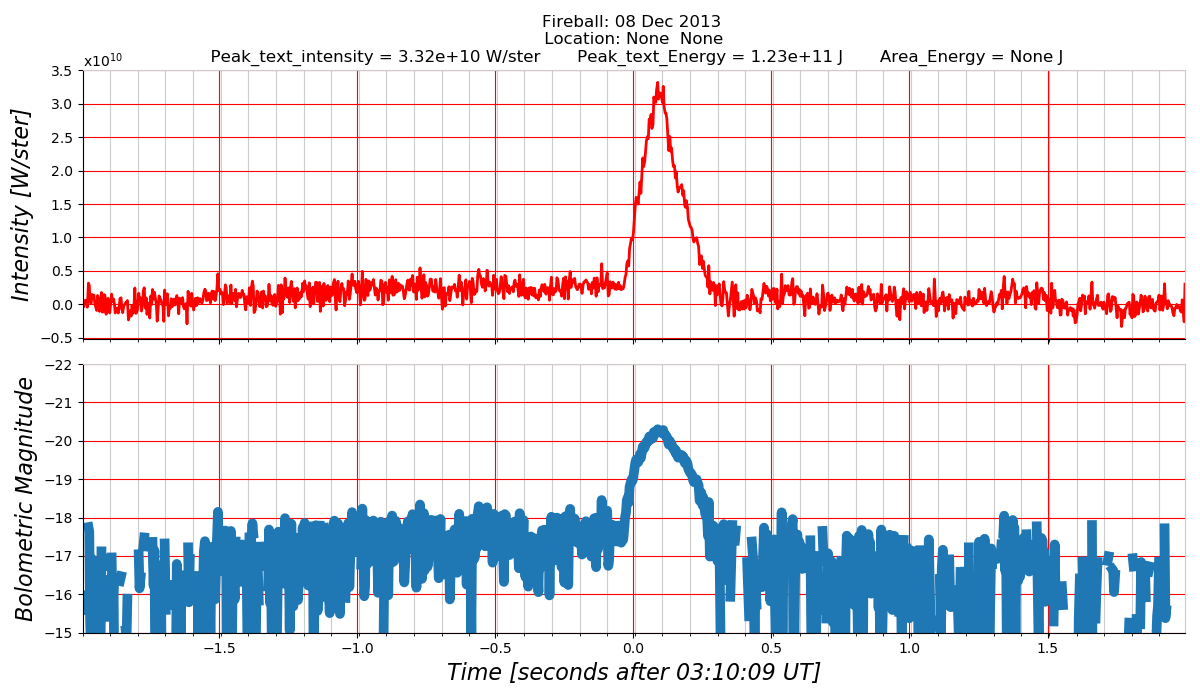 Fireball: 08 Dec 2013
Location: None  None
Peak_text_intensity = 3.32e+10 W/ster       Peak_text_Energy = 1.23e+11 J       Area_Energy = None J
x10¹⁰
3.5
3.0
2.5
2.0
1.5
1.0
0.5
0.0
−0.5
Intensity [W/ster]
−22
−21
−20
−19
−18
−17
−16
−15
Bolometric Magnitude
−1.5 −1.0 −0.5 0.0 0.5 1.0 1.5
Time [seconds after 03:10:09 UT]